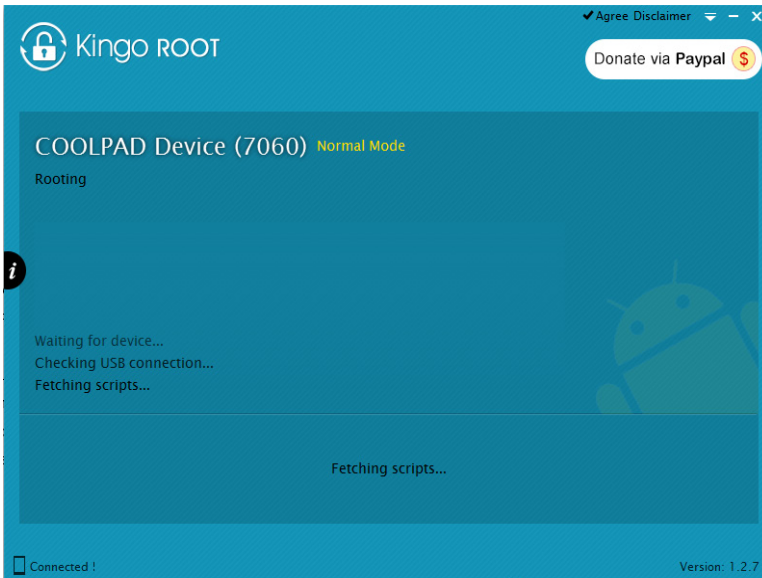 ✔Agree Disclaimer
Kingo ROOT
Donate via Paypal $
COOLPAD Device (7060) Normal Mode
Rooting
i
Waiting for device...
Checking USB connection...
Fetching scripts...
Fetching scripts...
Connected !
Version: 1.2.7